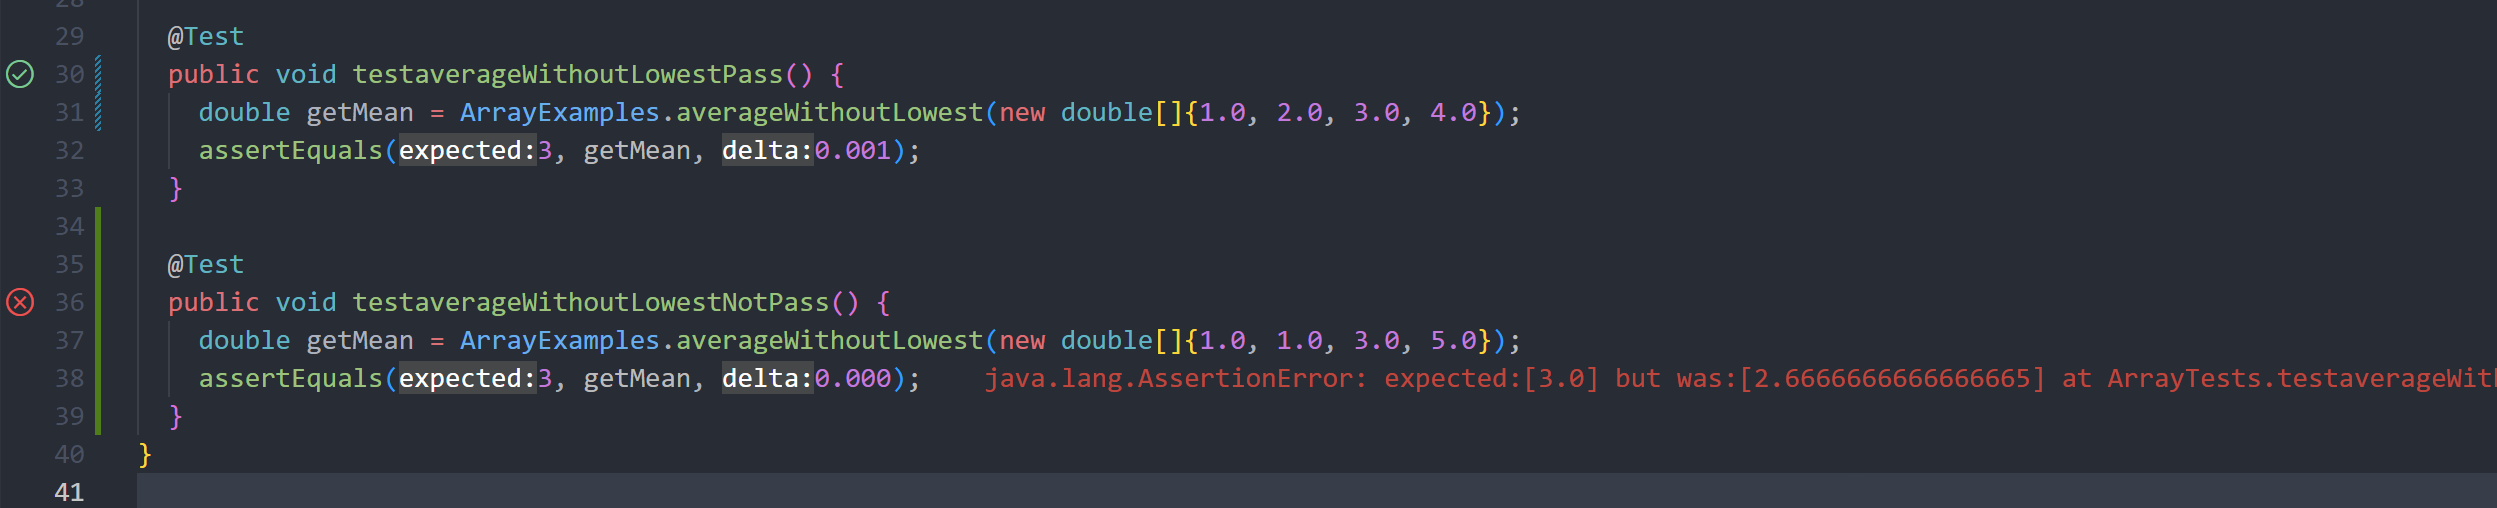 28
29 @Test
30 public void testaverageWithoutLowestPass() {
31 double getMean = ArrayExamples.averageWithoutLowest(new double[]{1.0, 2.0, 3.0, 4.0});
32 assertEquals(expected:3, getMean, delta:0.001);
33 }
34
35 @Test
36 public void testaverageWithoutLowestNotPass() {
37 double getMean = ArrayExamples.averageWithoutLowest(new double[]{1.0, 1.0, 3.0, 5.0});
38 assertEquals(expected:3, getMean, delta:0.000); java.lang.AssertionError: expected:[3.0] but was:[2.6666666666666665] at ArrayTests.testaverageWith
39 }
40 }
41